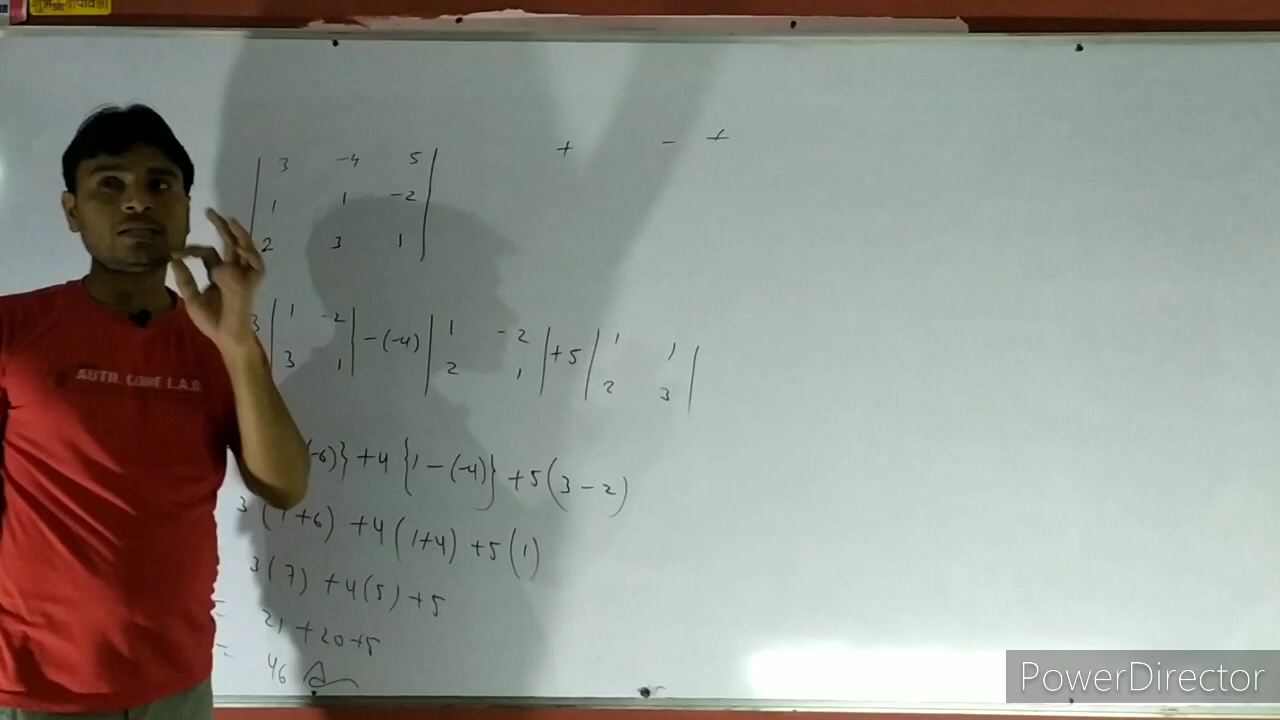 + - +
| 3 -4 5 |
| 1 1 -2 |
2 3 1 |
3 | 1 -2 | -(-4) | 1 -2 | +5 | 1 1 |
| 3 1 | | 2 1 | | 2 3 |
(-6)} +4 {1-(-4)} +5(3-2)
3(1+6) +4(1+4) +5(1)
3(7) +4(5) +5
= 21 +20+5
= 46
AUTH. CODE L.A.B
PowerDirector